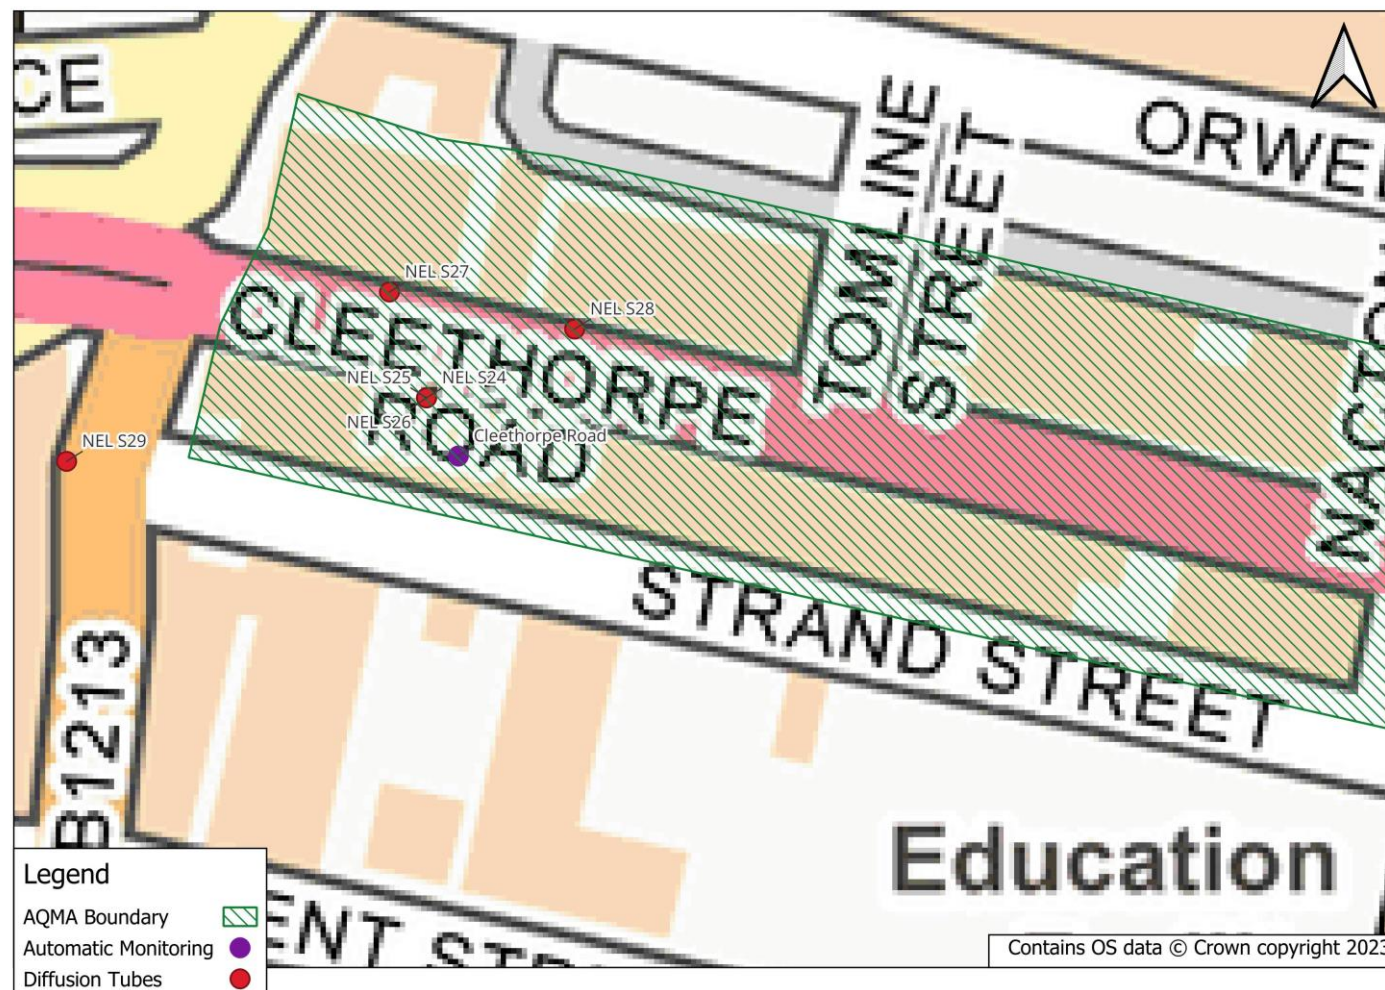 CE
TOMLINE
STREET
NEL S27
NEL S28
CLEETHORPE
ROAD
NEL S25
NEL S24
NEL S26
Cleethorpe Road
NEL S29
STRAND STREET
B1213
Education
ENT
Legend
AQMA Boundary
Automatic Monitoring
Diffusion Tubes
Contains OS data © Crown copyright 2023